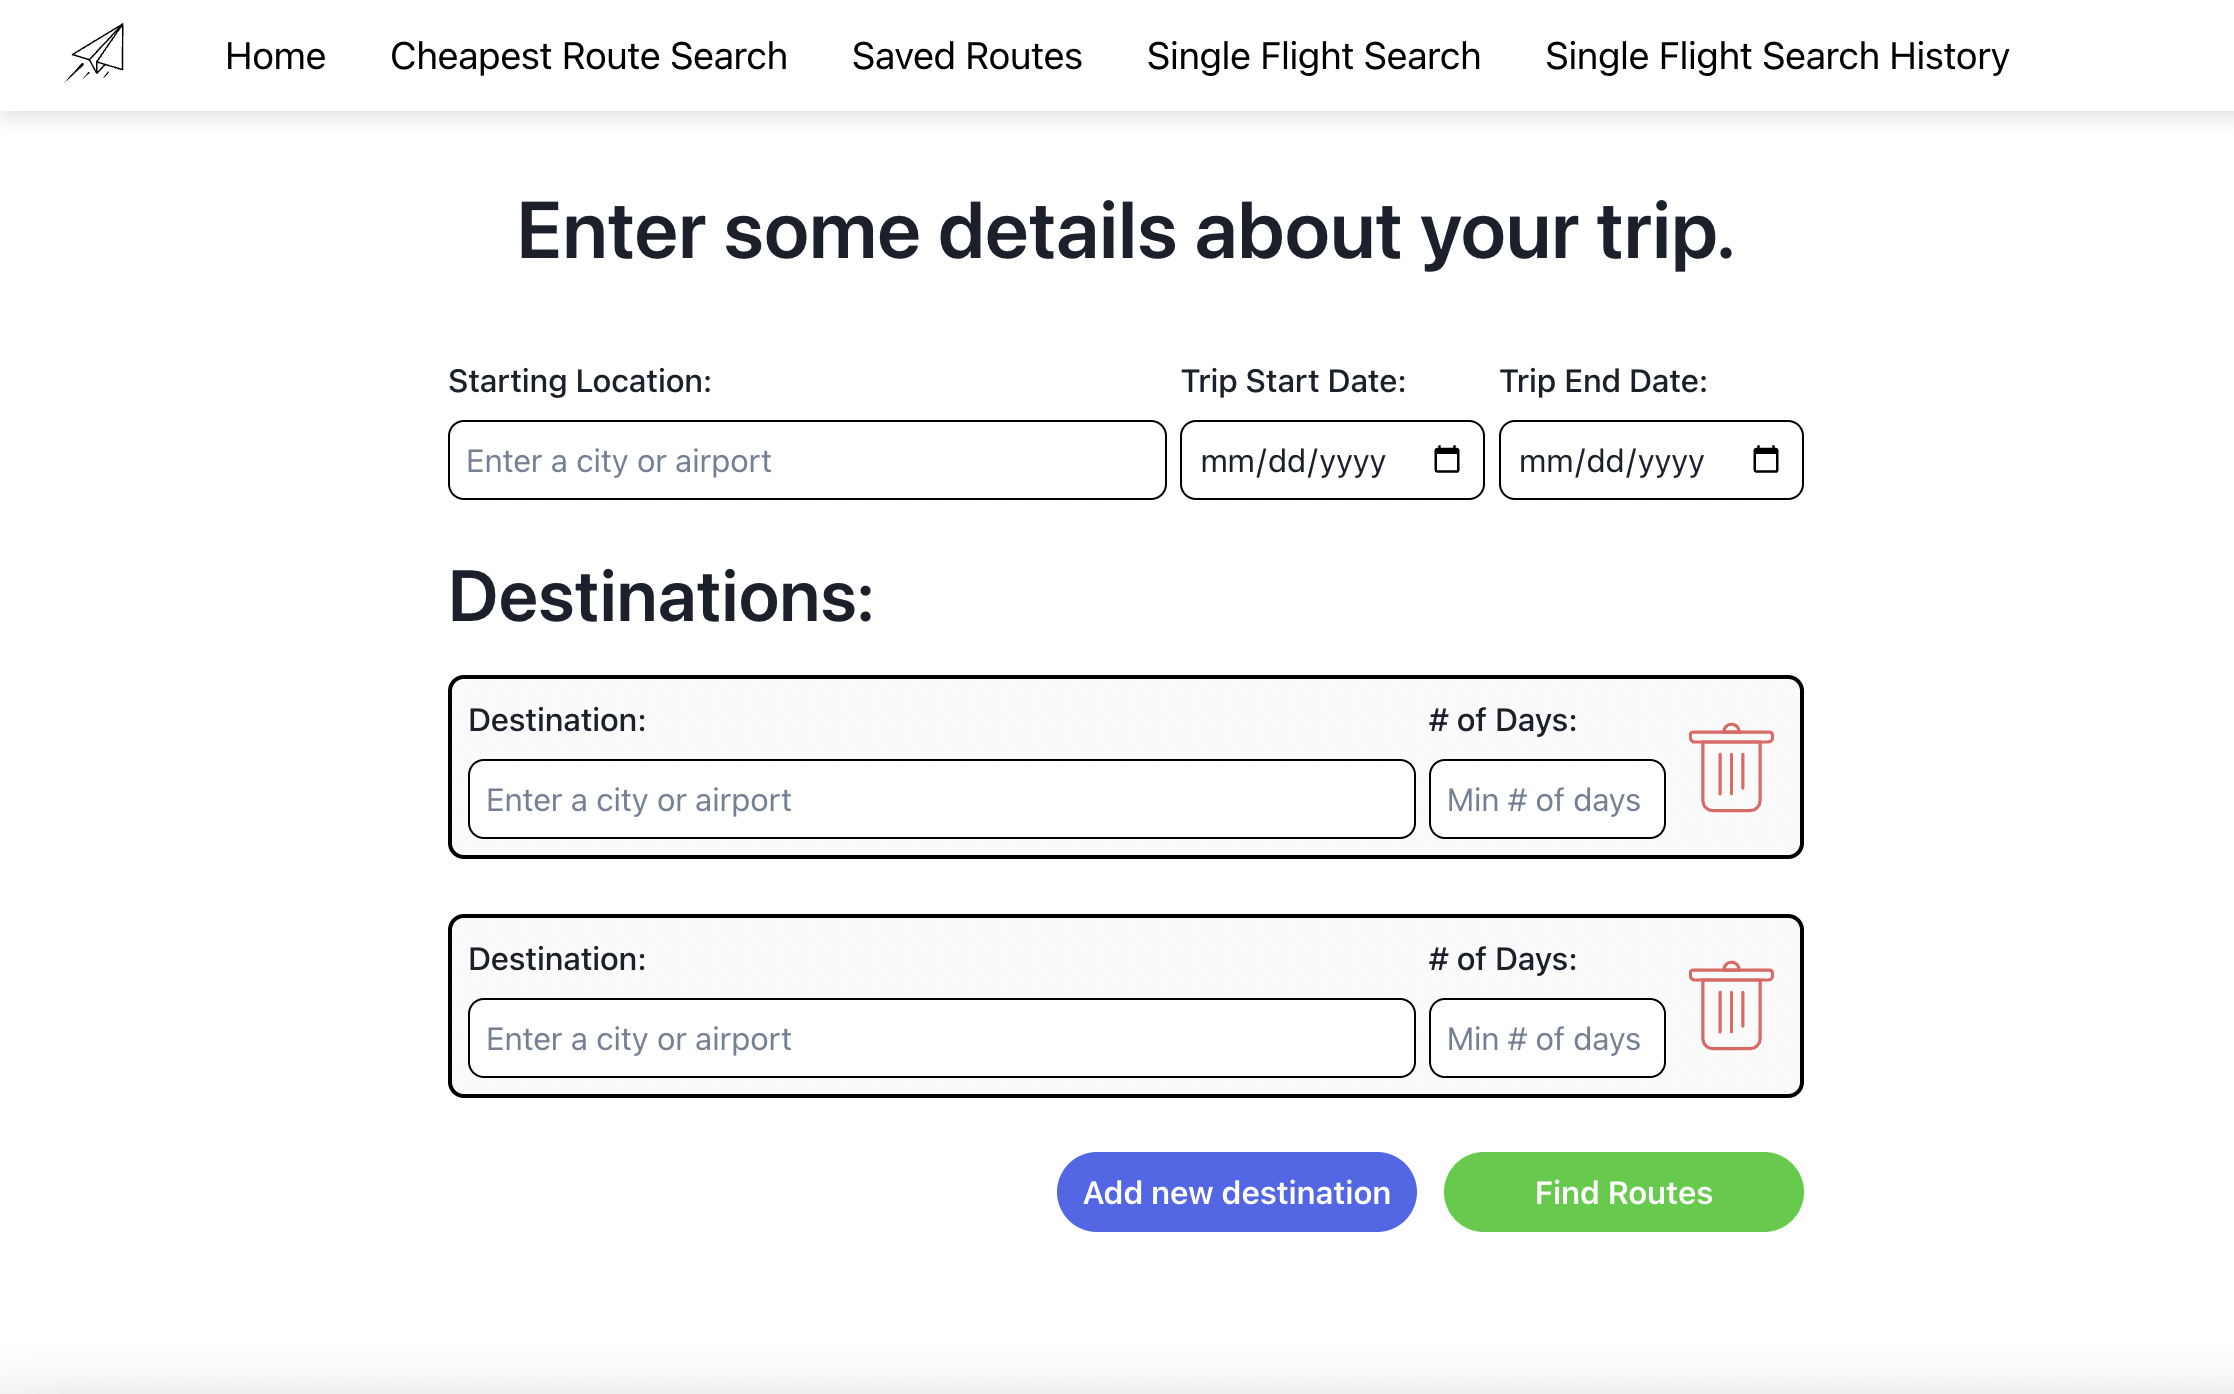 Home Cheapest Route Search Saved Routes Single Flight Search Single Flight Search History
Enter some details about your trip.
Starting Location: Trip Start Date: Trip End Date:
Enter a city or airport mm/dd/yyyy mm/dd/yyyy
Destinations:
Destination: # of Days:
Enter a city or airport Min # of days
Destination: # of Days:
Enter a city or airport Min # of days
Add new destination Find Routes